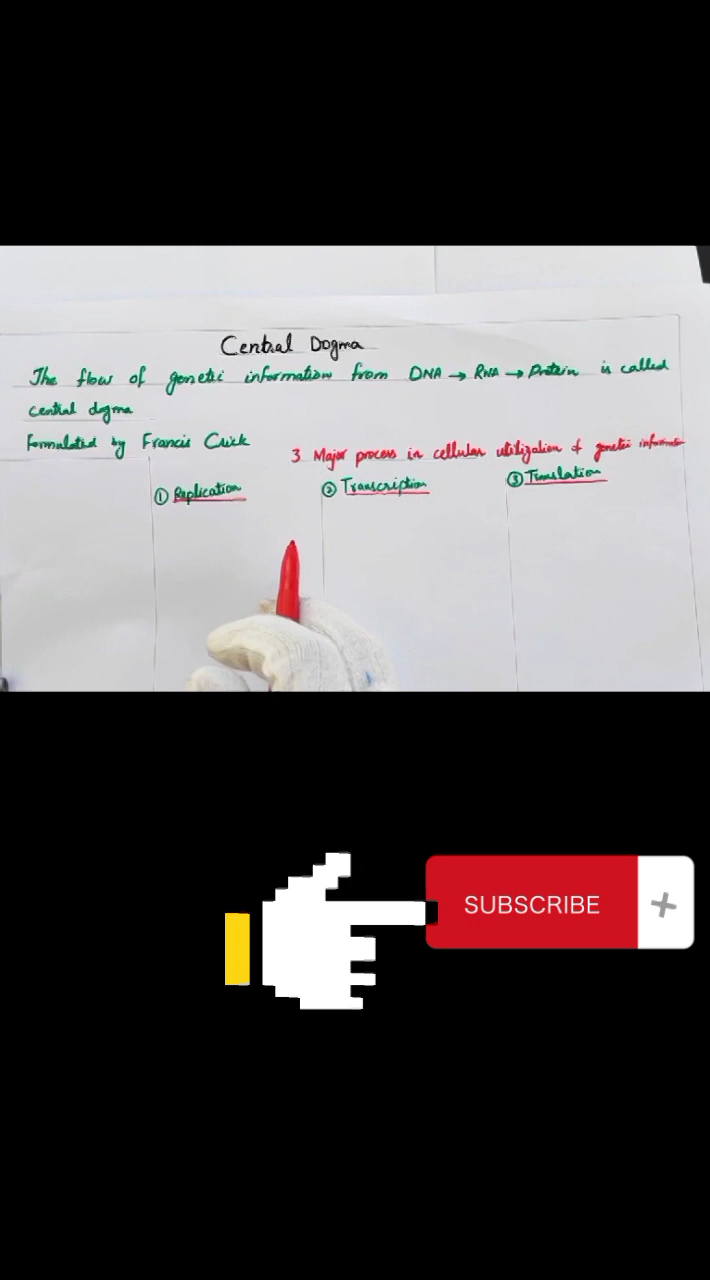 Central Dogma
The flow of genetic information from DNA → RNA → Protein is called
central dogma
Formulated by Francis Crick
3 Major process in cellular utilization of genetic information
① Replication ② Transcription ③ Translation
SUBSCRIBE +